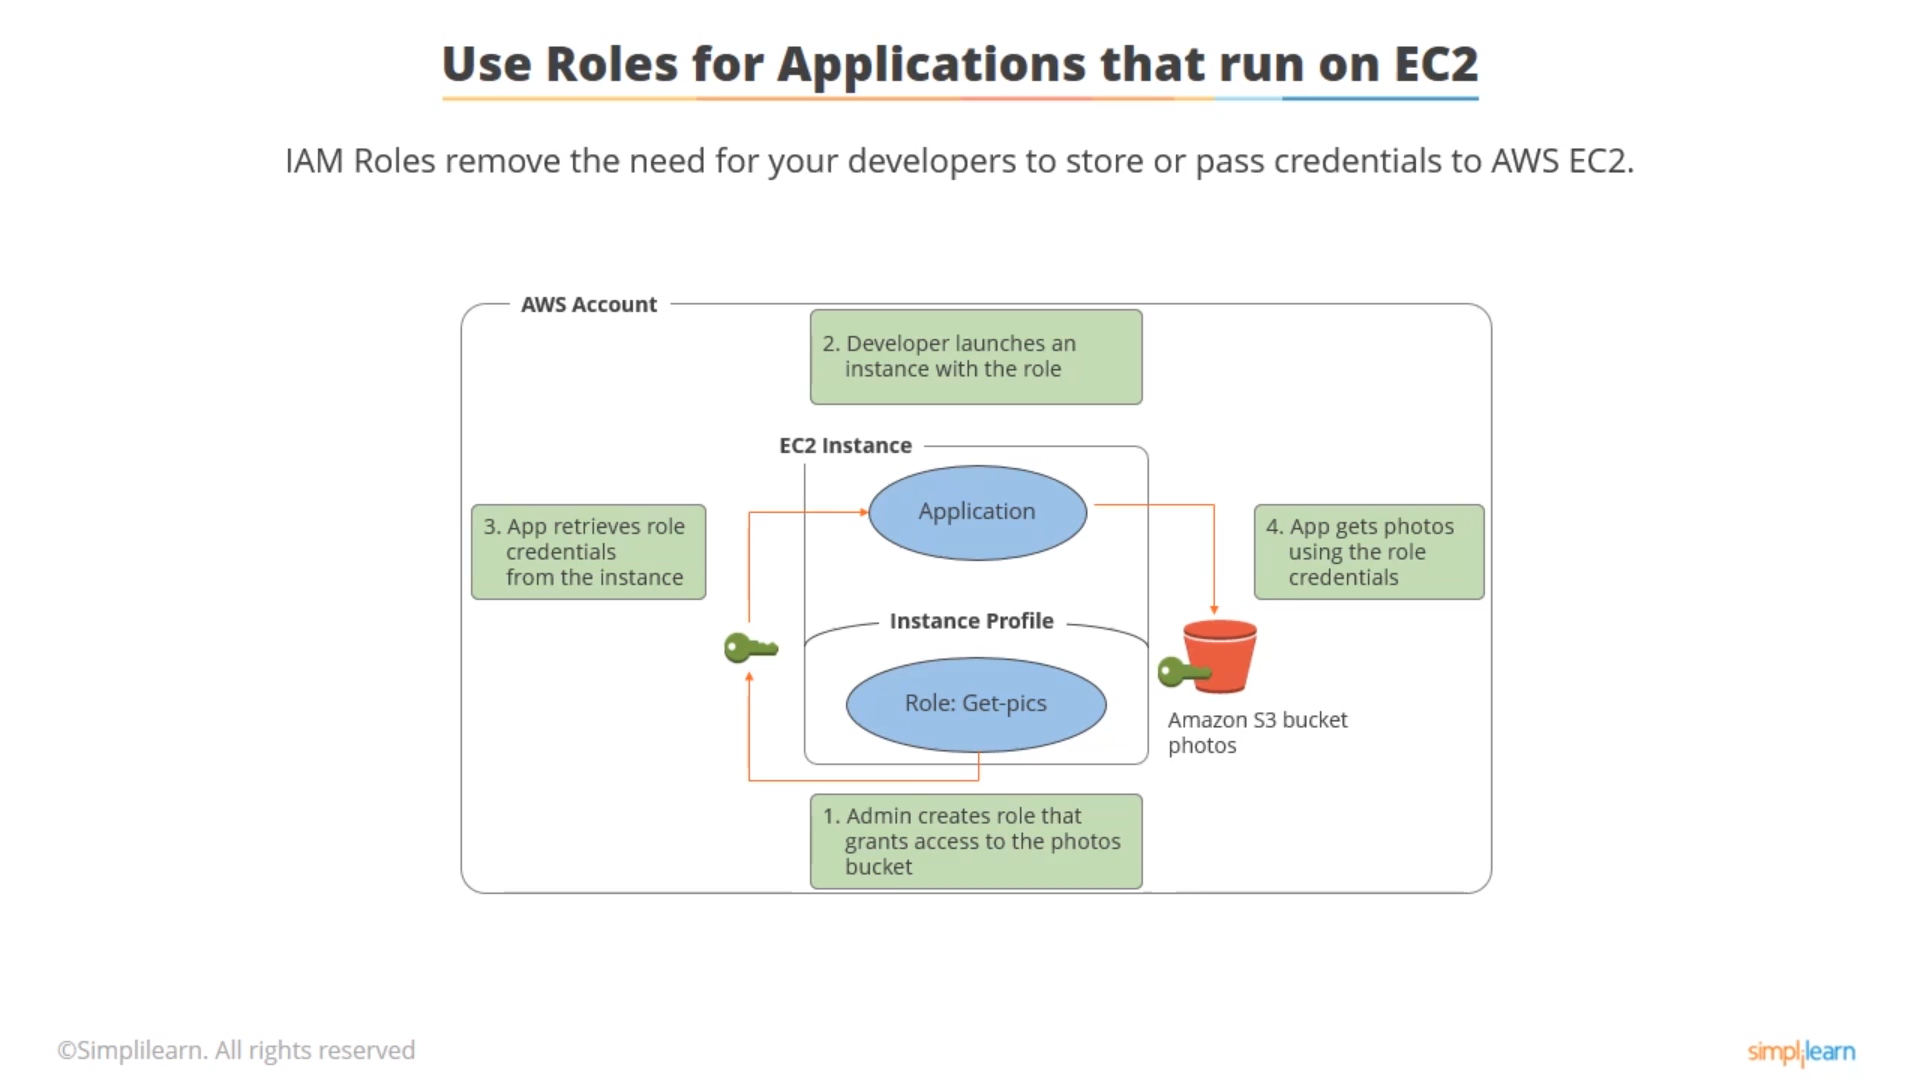 Use Roles for Applications that run on EC2
IAM Roles remove the need for your developers to store or pass credentials to AWS EC2.
AWS Account
2. Developer launches an
instance with the role
EC2 Instance
Application
3. App retrieves role
credentials
from the instance
4. App gets photos
using the role
credentials
Instance Profile
Role: Get-pics
Amazon S3 bucket
photos
1. Admin creates role that
grants access to the photos
bucket
©Simplilearn. All rights reserved
simplilearn